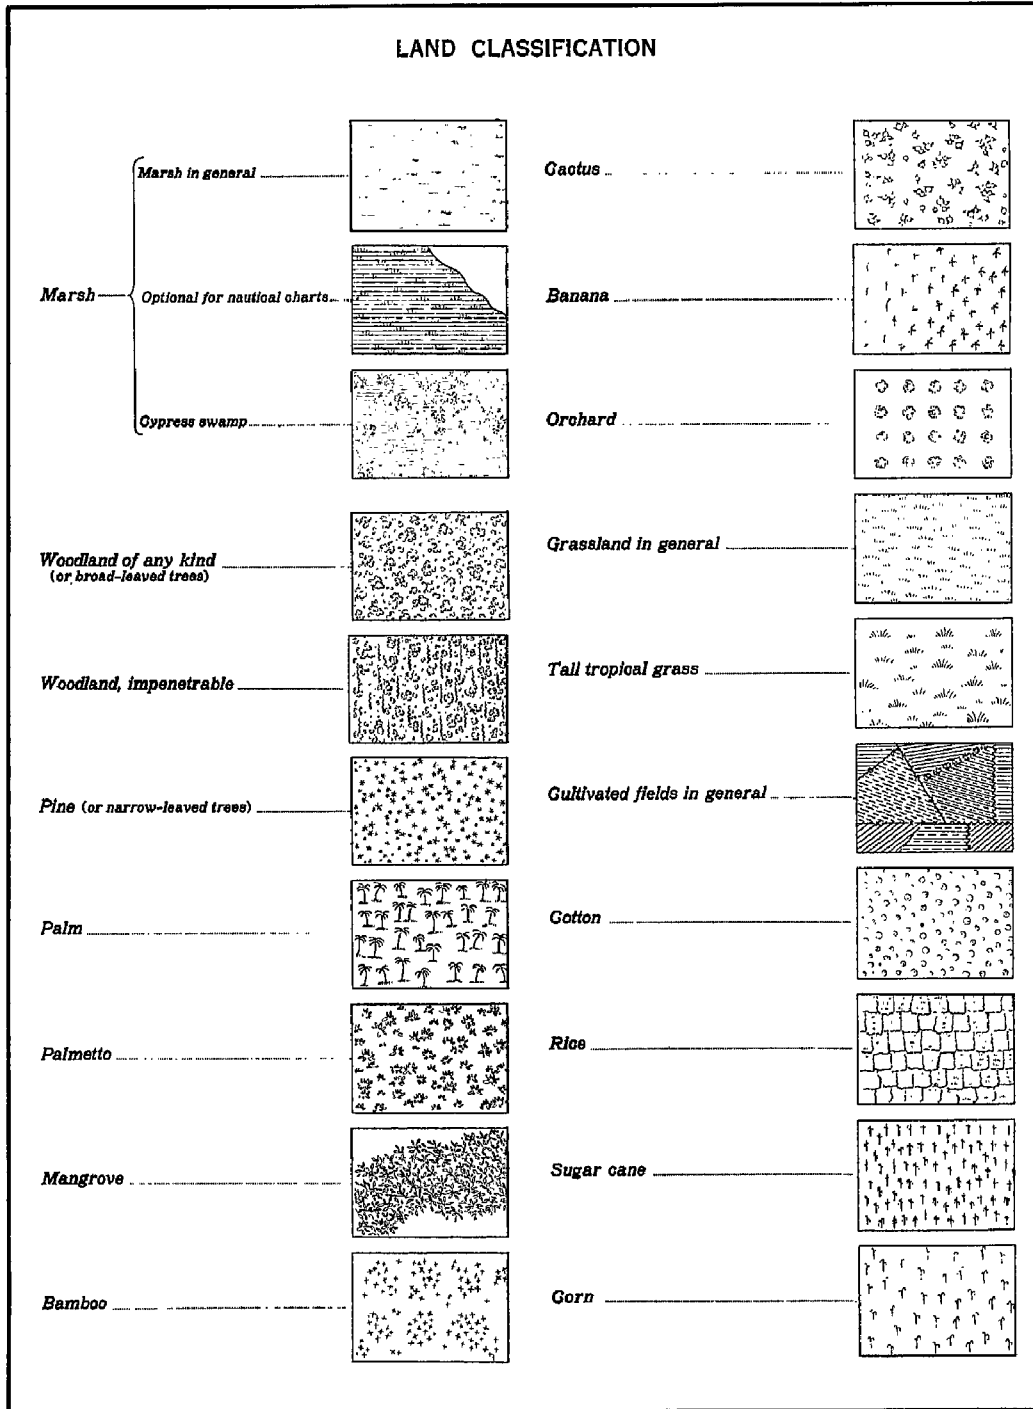 LAND CLASSIFICATION
Marsh
Marsh in general
Optional for nautical charts
Cypress swamp
Woodland of any kind
(or broad-leaved trees)
Woodland, impenetrable
Pine (or narrow-leaved trees)
Palm
Palmetto
Mangrove
Bamboo
Cactus
Banana
Orchard
Grassland in general
Tall tropical grass
Cultivated fields in general
Cotton
Rice
Sugar cane
Corn